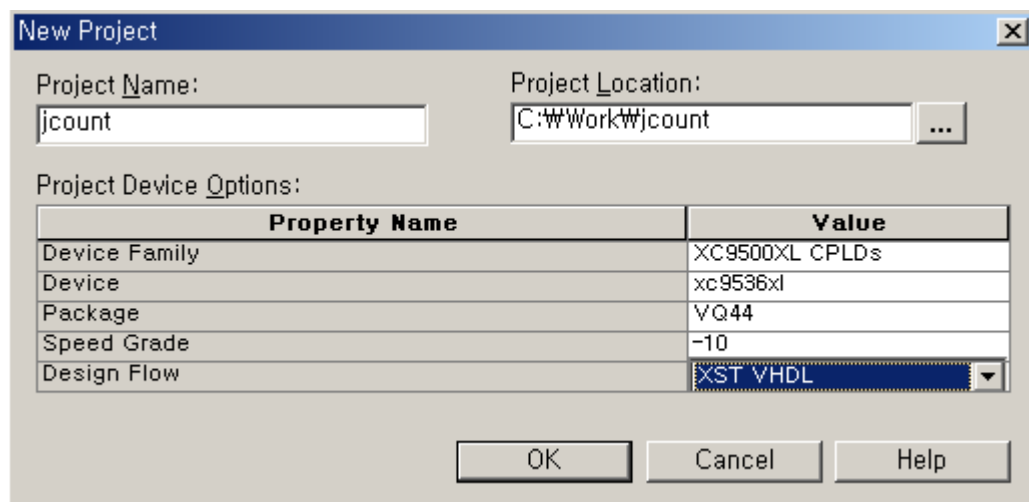 New Project
Project Name:
Project Location:
jcount
C:₩Work₩jcount
...
Project Device Options:
Property Name Value
Device Family XC9500XL CPLDs
Device xc9536xl
Package VQ44
Speed Grade -10
Design Flow XST VHDL
OK Cancel Help